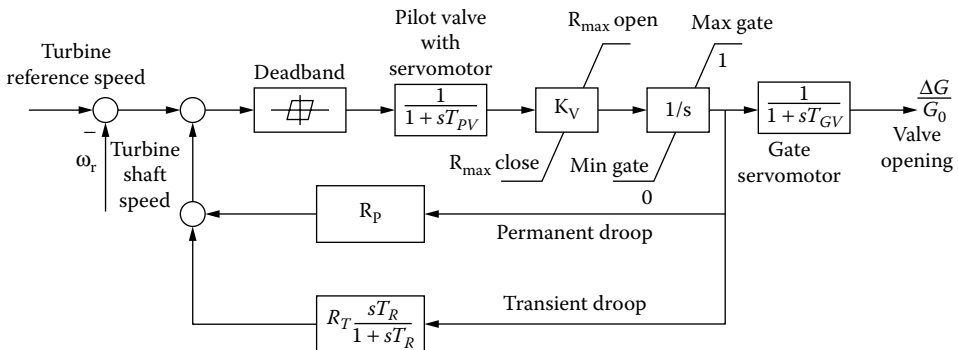 Turbine
reference speed
−
ω_r
Turbine
shaft
speed
Deadband
Pilot valve
with
servomotor
1
1 + sT_PV
R_max open
K_V
R_max close
Max gate
1
1/s
Min gate
0
1
1 + sT_GV
Gate
servomotor
ΔG
G_0
Valve
opening
R_P
Permanent droop
R_T sT_R
1 + sT_R
Transient droop